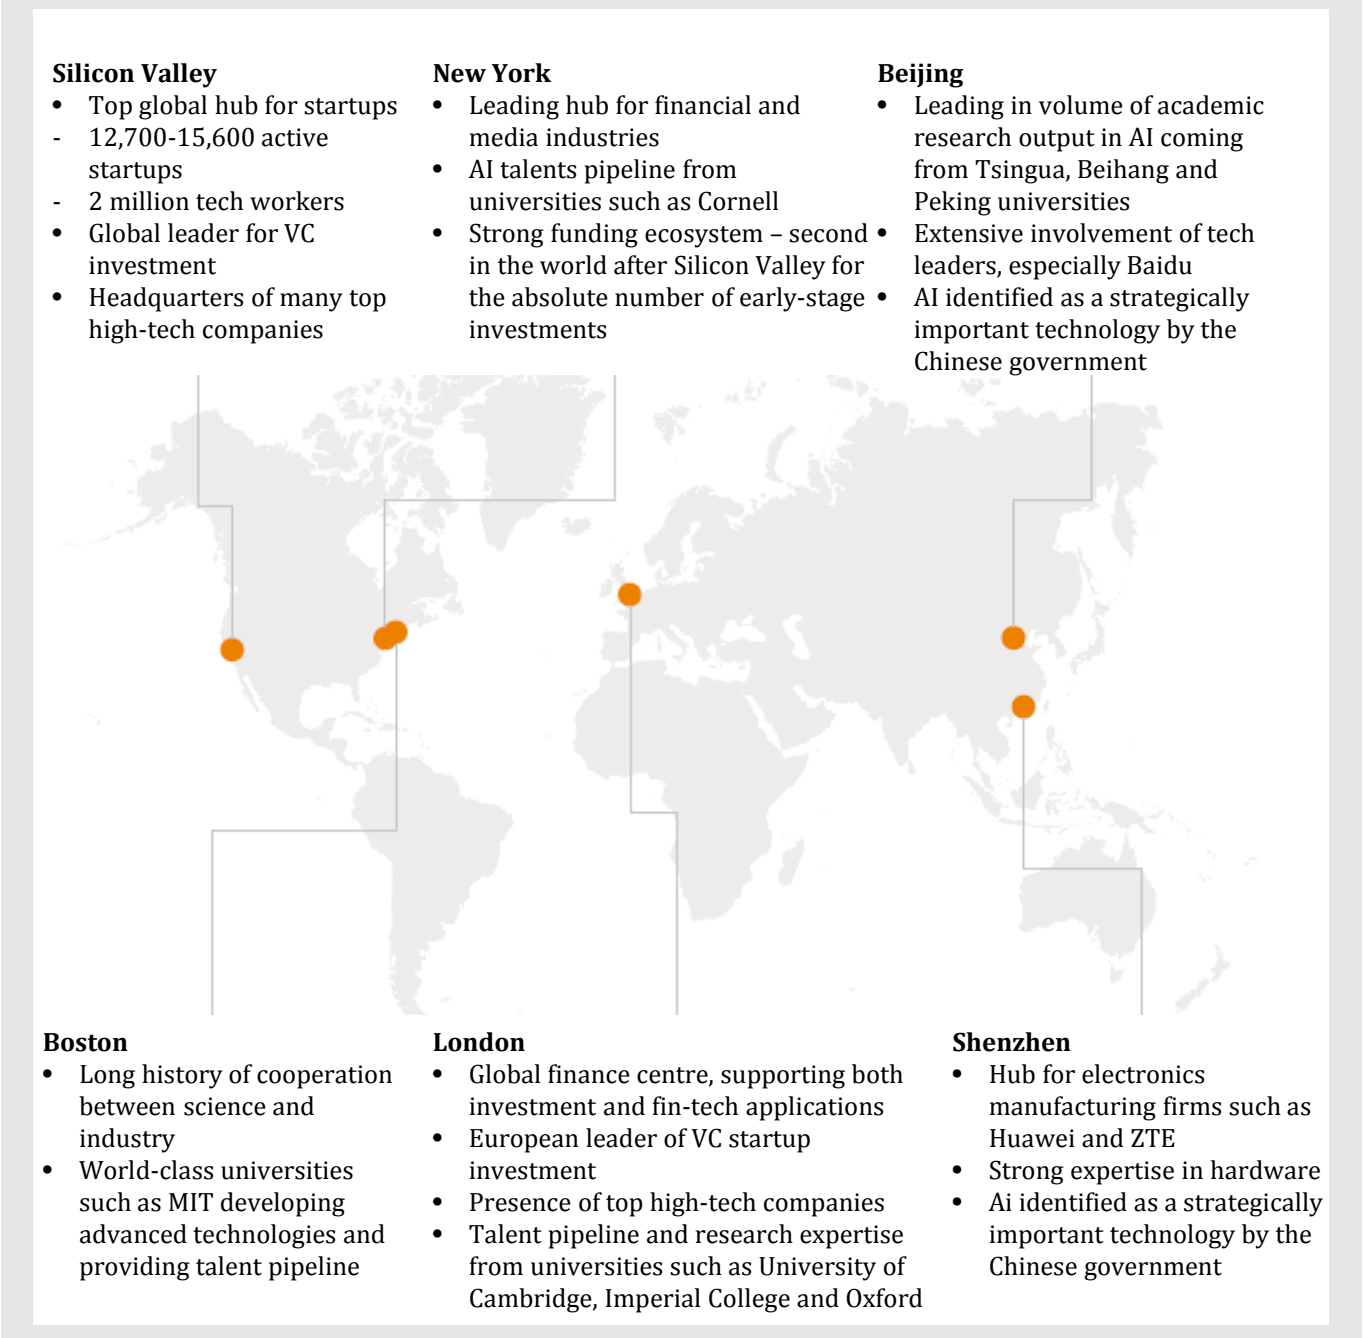 Silicon Valley
• Top global hub for startups
- 12,700-15,600 active
startups
- 2 million tech workers
• Global leader for VC
investment
• Headquarters of many top
high-tech companies
New York
• Leading hub for financial and
media industries
• AI talents pipeline from
universities such as Cornell
• Strong funding ecosystem – second
in the world after Silicon Valley for
the absolute number of early-stage
investments
Beijing
• Leading in volume of academic
research output in AI coming
from Tsingua, Beihang and
Peking universities
• Extensive involvement of tech
leaders, especially Baidu
• AI identified as a strategically
important technology by the
Chinese government
Boston
• Long history of cooperation
between science and
industry
• World-class universities
such as MIT developing
advanced technologies and
providing talent pipeline
London
• Global finance centre, supporting both
investment and fin-tech applications
• European leader of VC startup
investment
• Presence of top high-tech companies
• Talent pipeline and research expertise
from universities such as University of
Cambridge, Imperial College and Oxford
Shenzhen
• Hub for electronics
manufacturing firms such as
Huawei and ZTE
• Strong expertise in hardware
• Ai identified as a strategically
important technology by the
Chinese government